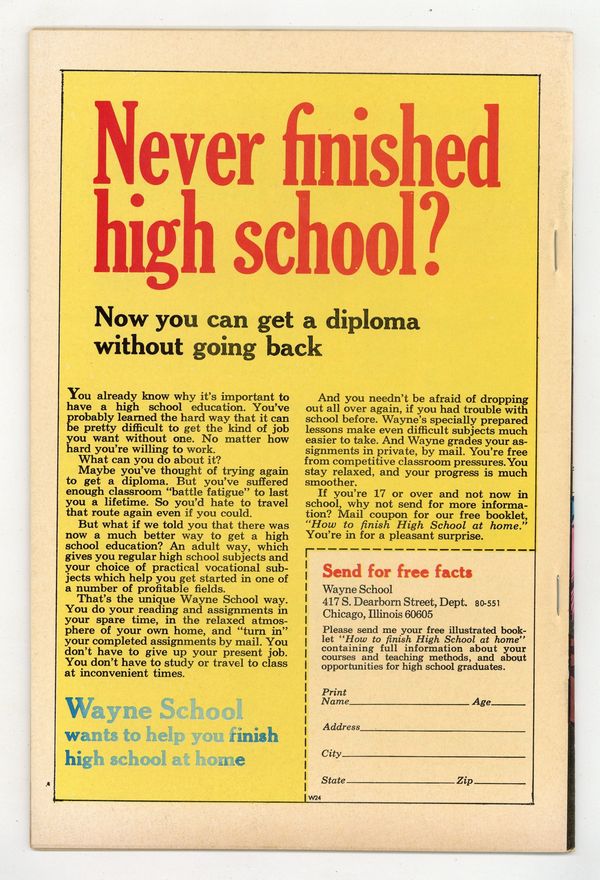 Never finished
high school?
Now you can get a diploma
without going back
You already know why it's important to
have a high school education. You've
probably learned the hard way that it can
be pretty difficult to get the kind of job
you want without one. No matter how
hard you're willing to work.
What can you do about it?
Maybe you've thought of trying again
to get a diploma. But you've suffered
enough classroom "battle fatigue" to last
you a lifetime. So you'd hate to travel
that route again even if you could.
But what if we told you that there was
now a much better way to get a high
school education? An adult way, which
gives you regular high school subjects and
your choice of practical vocational sub-
jects which help you get started in one of
a number of profitable fields.
That's the unique Wayne School way.
You do your reading and assignments in
your spare time, in the relaxed atmos-
phere of your own home, and "turn in"
your completed assignments by mail. You
don't have to give up your present job.
You don't have to study or travel to class
at inconvenient times.
Wayne School
wants to help you finish
high school at home
And you needn't be afraid of dropping
out all over again, if you had trouble with
school before. Wayne's specially prepared
lessons make even difficult subjects much
easier to take. And Wayne grades your as-
signments in private, by mail. You're free
from competitive classroom pressures. You
stay relaxed, and your progress is much
smoother.
If you're 17 or over and not now in
school, why not send for more informa-
tion? Mail coupon for our free booklet,
"How to finish High School at home."
You're in for a pleasant surprise.
Send for free facts
Wayne School
417 S. Dearborn Street, Dept. 80-551
Chicago, Illinois 60605
Please send me your free illustrated book-
let "How to finish High School at home"
containing full information about your
courses and teaching methods, and about
opportunities for high school graduates.
Print
Name Age
Address
City
State Zip
W24